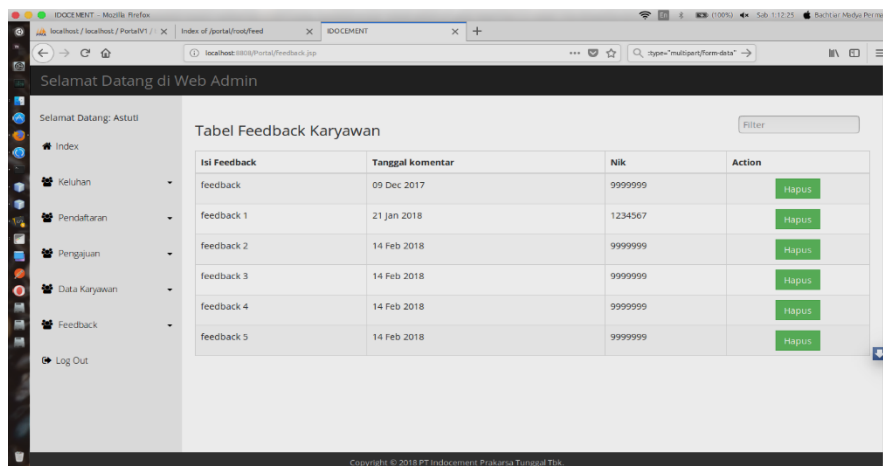 IDOCEMENT - Mozilla Firefox
(100%)
Sab 1:12:25
localhost / localhost / PortalV1 /
Index of /portal/root/feed
IDOCEMENT
localhost:8808/Portal/feedback.jsp
:type="multipart/form-data"
Selamat Datang di Web Admin
Selamat Datang: Astuti
Index
Keluhan
Pendaftaran
Pengajuan
Data Karyawan
Feedback
Log Out
Tabel Feedback Karyawan
Filter
Isi Feedback Tanggal komentar Nik Action
feedback 09 Dec 2017 9999999 Hapus
feedback 1 21 Jan 2018 1234567 Hapus
feedback 2 14 Feb 2018 9999999 Hapus
feedback 3 14 Feb 2018 9999999 Hapus
feedback 4 14 Feb 2018 9999999 Hapus
feedback 5 14 Feb 2018 9999999 Hapus
Copyright © 2018 PT Indocement Prakarsa Tunggal Tbk.